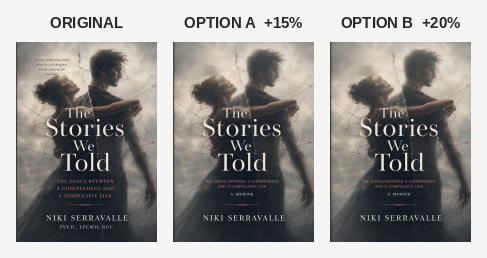 ORIGINAL
OPTION A +15%
OPTION B +20%
The
Stories
We
Told
THE DANCE BETWEEN
A CODEPENDENT AND
A COMPULSIVE LIAR
NIKI SERRAVALLE
PSY.D., LPCMH, NCC
The
Stories
We
Told
THE DANCE BETWEEN A CODEPENDENT
AND A COMPULSIVE LIAR
A MEMOIR
NIKI SERRAVALLE
The
Stories
We
Told
THE DANCE BETWEEN A CODEPENDENT
AND A COMPULSIVE LIAR
A MEMOIR
NIKI SERRAVALLE